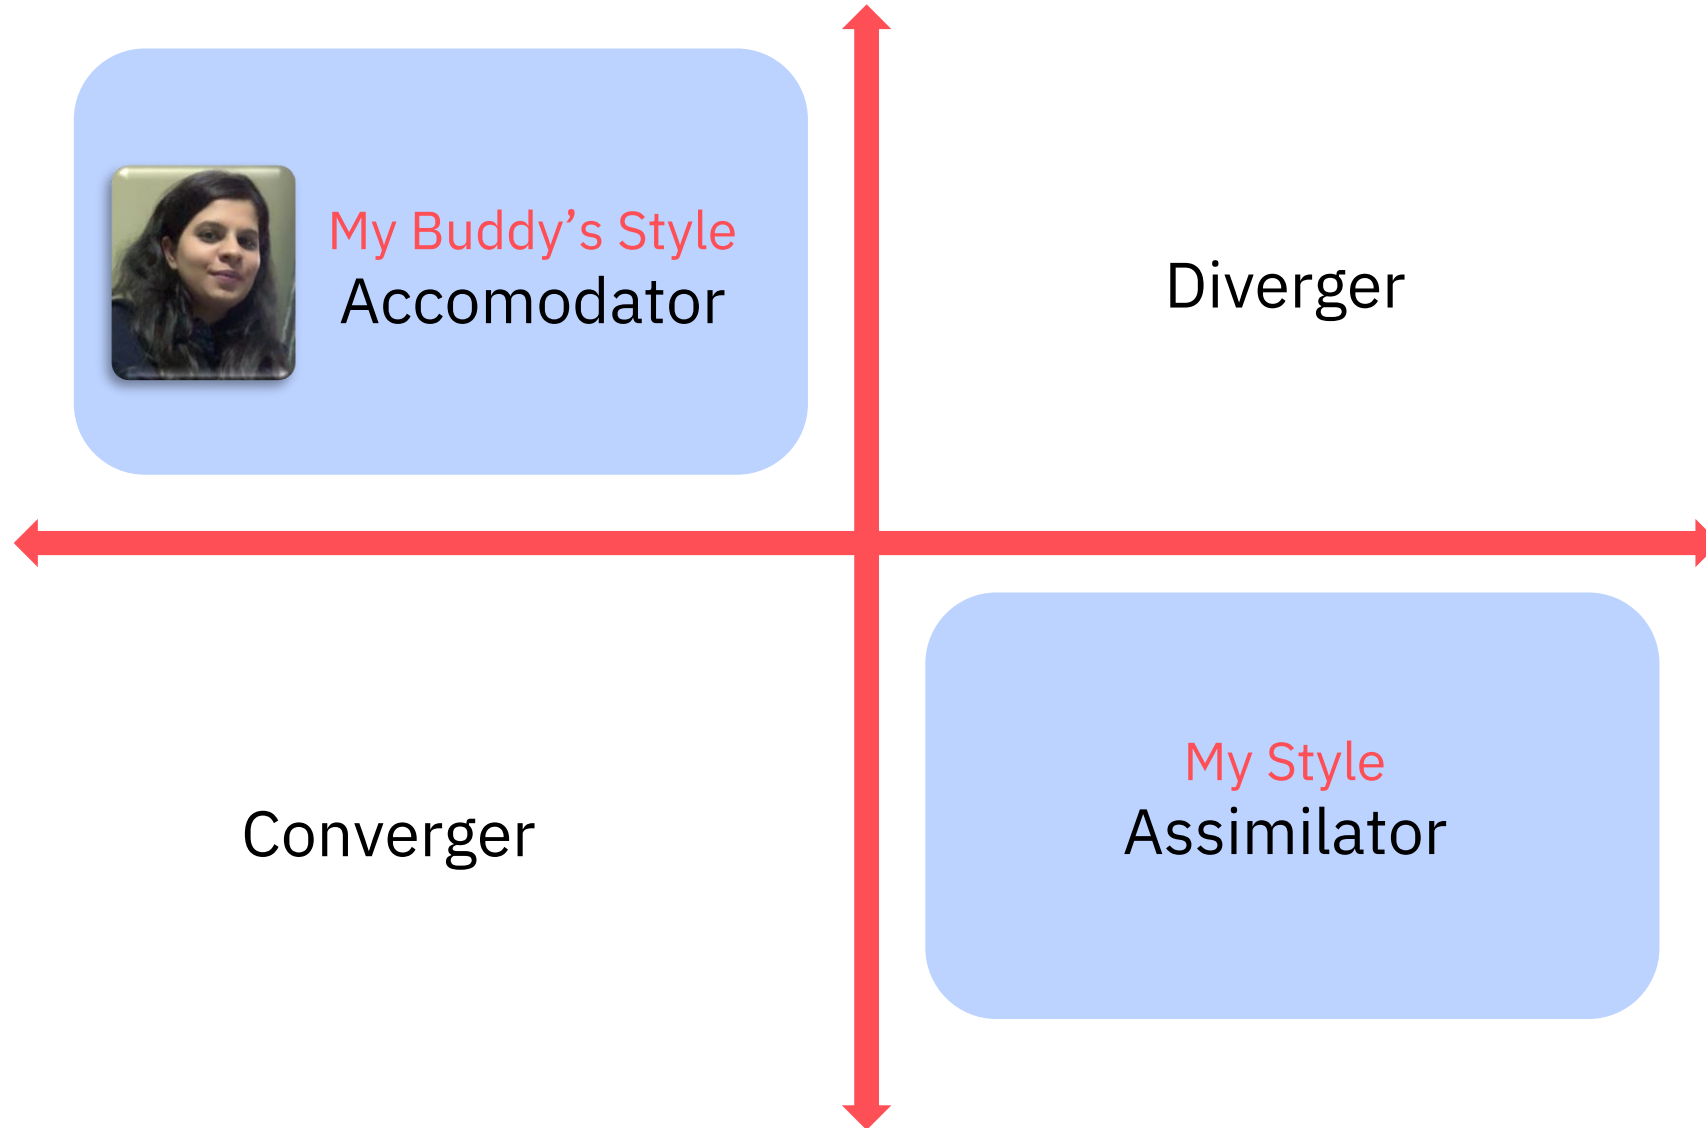 My Buddy’s Style
Accomodator
Diverger
Converger
My Style
Assimilator